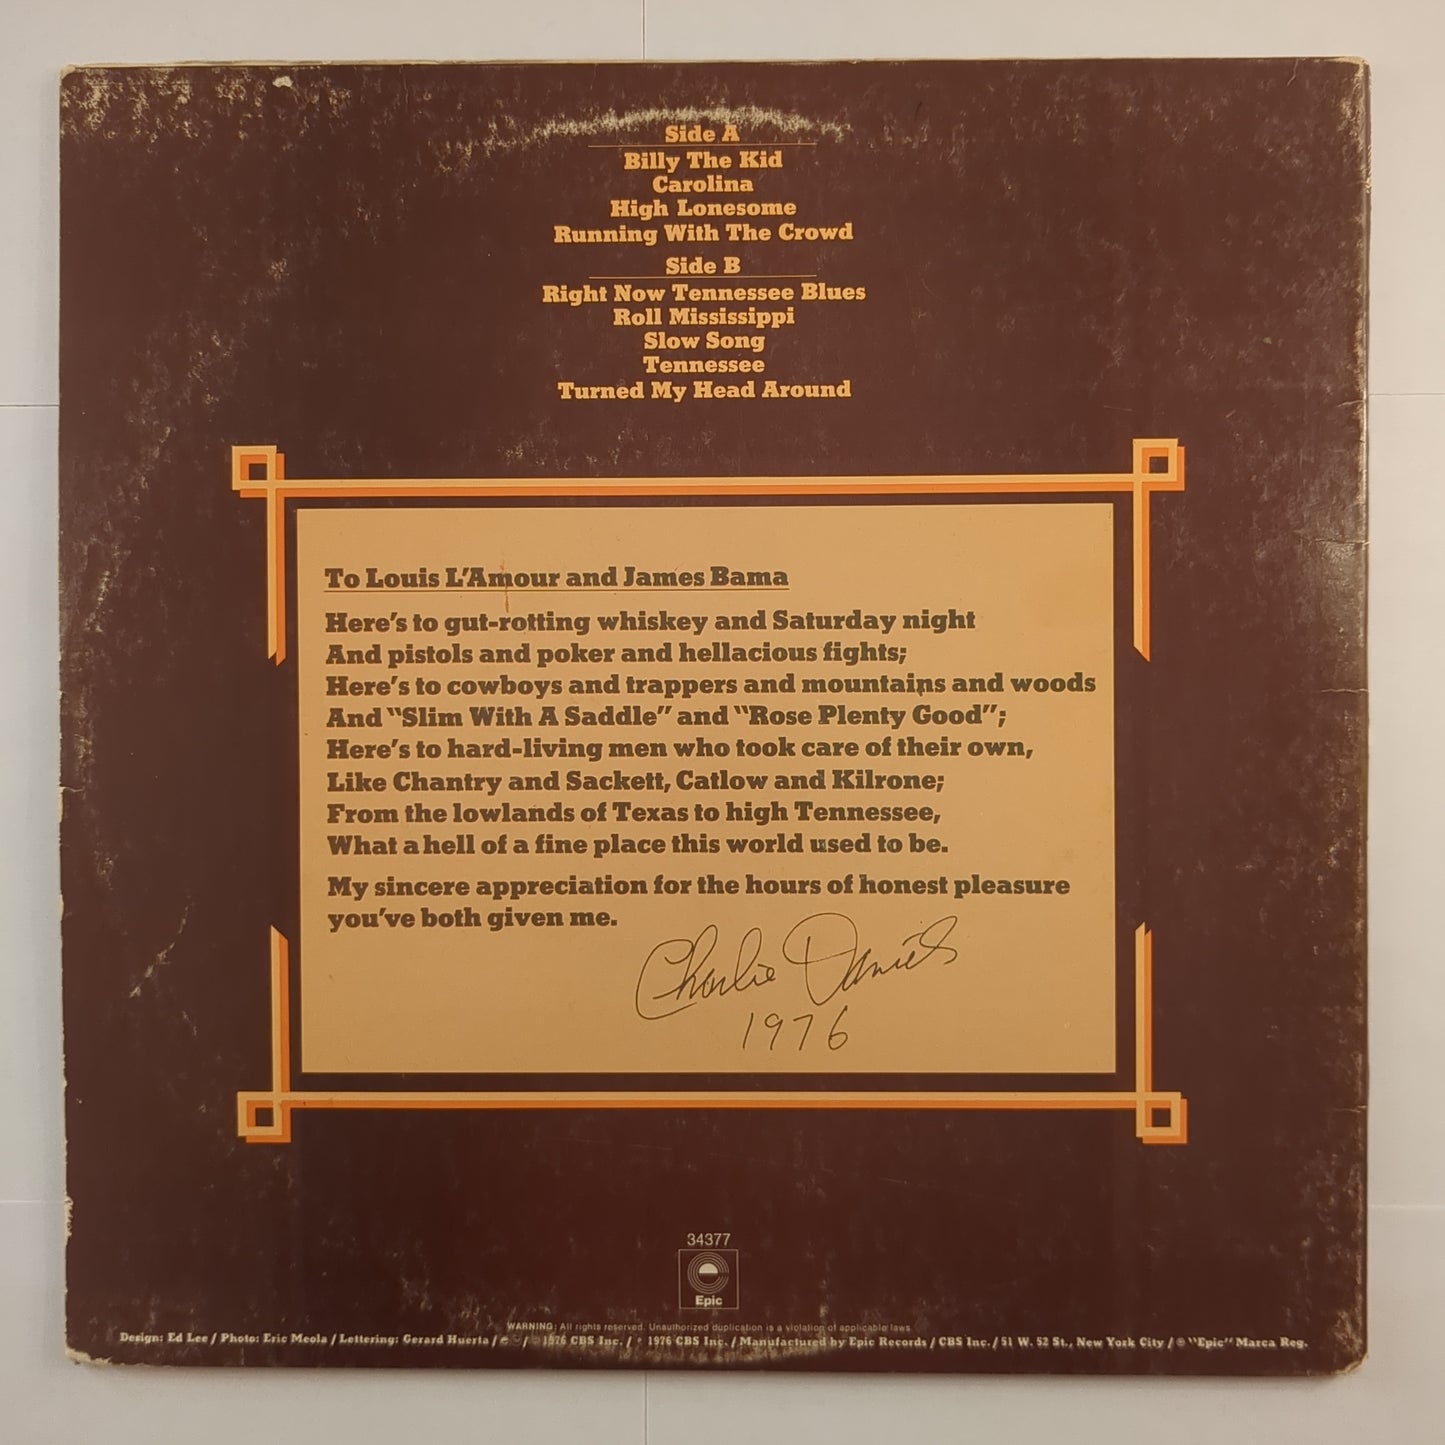 Side A
Billy The Kid
Carolina
High Lonesome
Running With The Crowd
Side B
Right Now Tennessee Blues
Roll Mississippi
Slow Song
Tennessee
Turned My Head Around
To Louis L'Amour and James Bama
Here's to gut-rotting whiskey and Saturday night
And pistols and poker and hellacious fights;
Here's to cowboys and trappers and mountains and woods
And "Slim With A Saddle" and "Rose Plenty Good";
Here's to hard-living men who took care of their own,
Like Chantry and Sackett, Catlow and Kilrone;
From the lowlands of Texas to high Tennessee,
What a hell of a fine place this world used to be.
My sincere appreciation for the hours of honest pleasure
you've both given me.
Charlie Daniels
1976
34377
Epic
WARNING: All rights reserved. Unauthorized duplication is a violation of applicable laws
Design: Ed Lee / Photo: Eric Meola / Lettering: Gerard Huerta / / 1976 CBS Inc. / 1976 CBS Inc. / Manufactured by Epic Records / CBS Inc. / 51 W. 52 St., New York City / ® "Epic" Marca Reg.